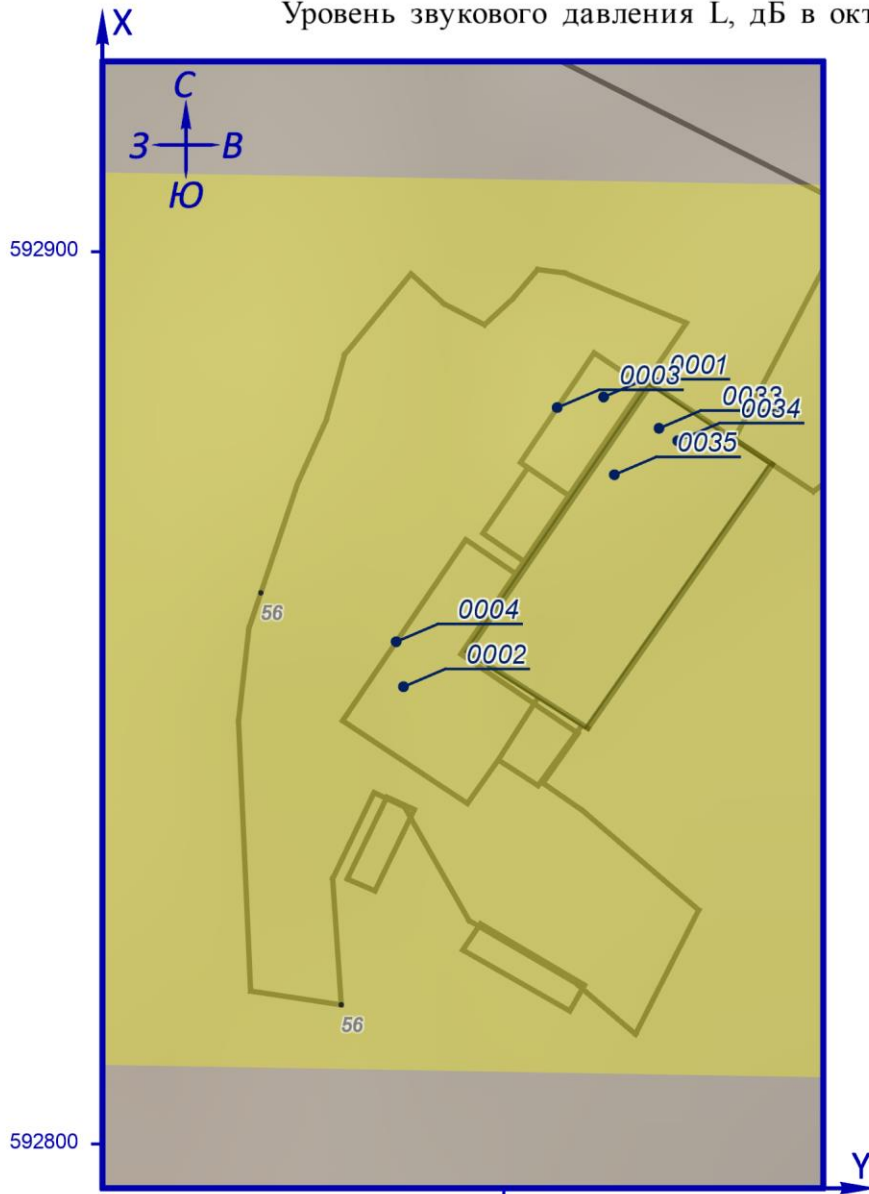 Уровень звукового давления L, дБ в окт
X
С
З В
Ю
592900
0001
0003
0033
0034
0035
56
0004
0002
56
592800
Y